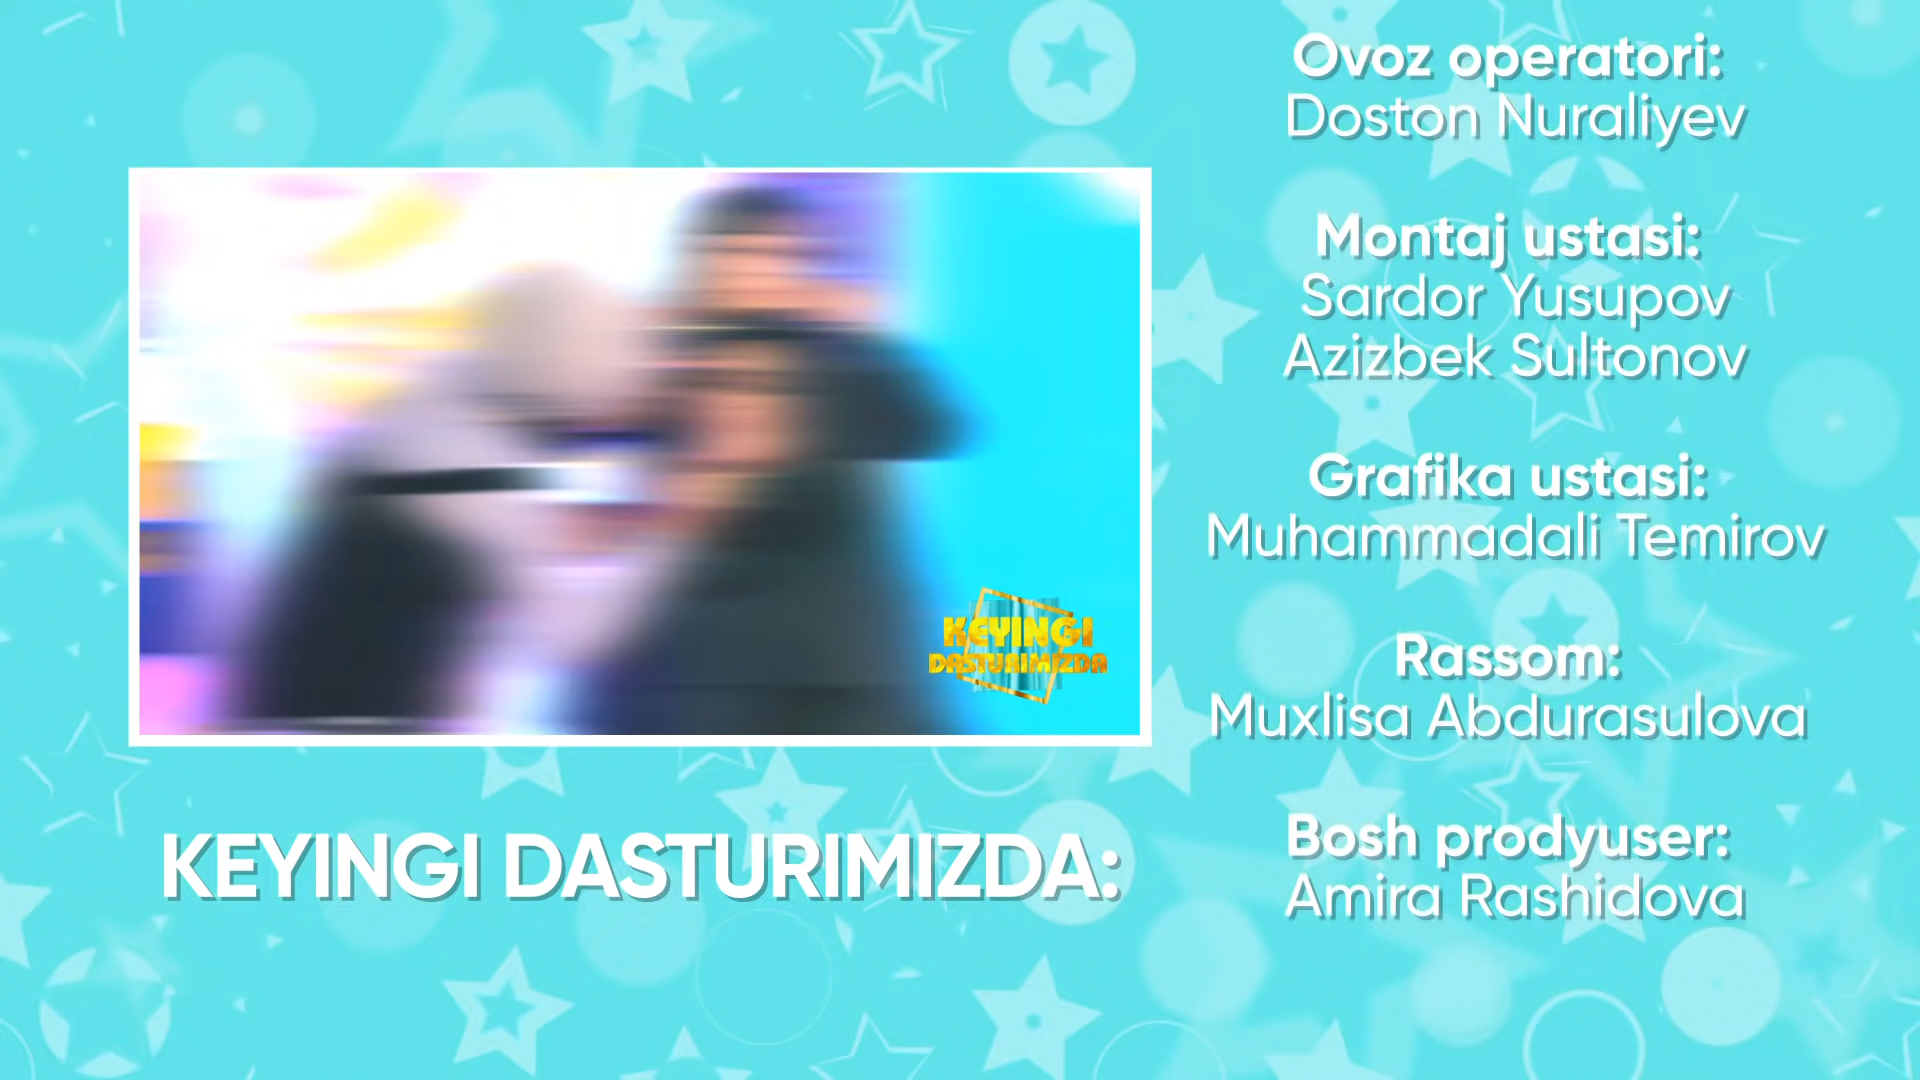 Ovoz operatori:
Doston Nuraliyev
Montaj ustasi:
Sardor Yusupov
Azizbek Sultonov
Grafika ustasi:
Muhammadali Temirov
Rassom:
Muxlisa Abdurasulova
Bosh prodyuser:
Amira Rashidova
KEYINGI
DASTURIMIZDA
KEYINGI DASTURIMIZDA: